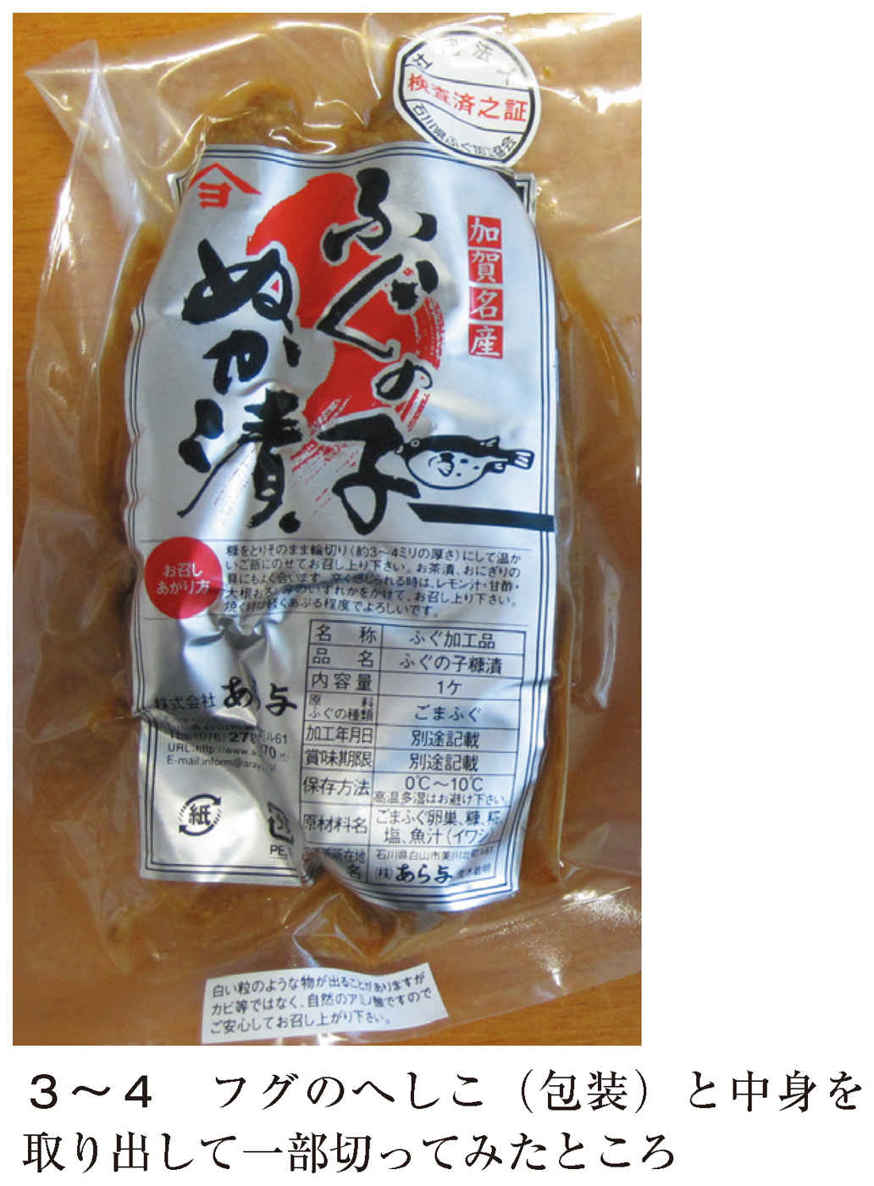 検査済之証
ヨ
加賀名産
ふぐの子
ぬか漬
お召し
あがり方
糠をとりそのまま輪切り(約3〜4ミリの厚さ)にして温か
いご飯にのせてお召し上り下さい。お茶漬、おにぎりの
具にもよく合います。辛く感じられる時は、レモン汁・甘酢・
大根おろしのいずれかをかけて、お召し上り下さい。
焼く時は軽くあぶる程度でよろしいです。
名称 ふぐ加工品
品名 ふぐの子糠漬
内容量 1ケ
原料ふぐの種類 ごまふぐ
加工年月日 別途記載
賞味期限 別途記載
保存方法 0℃〜10℃
高温多湿はお避け下さい。
原材料名 ごまふぐ卵巣、糠、糀、
塩、魚汁(イワシ)
所在地 石川県白山市美川
名 (株)あら与
株式会社 あら与
URL:http://www.
E-mail:inform@ara
紙
PE
白い粒のような物が出ることがありますが
カビ等ではなく、自然のアミノ酸ですので
ご安心してお召し上がり下さい。
3〜4 フグのへしこ(包装)と中身を
取り出して一部切ってみたところ